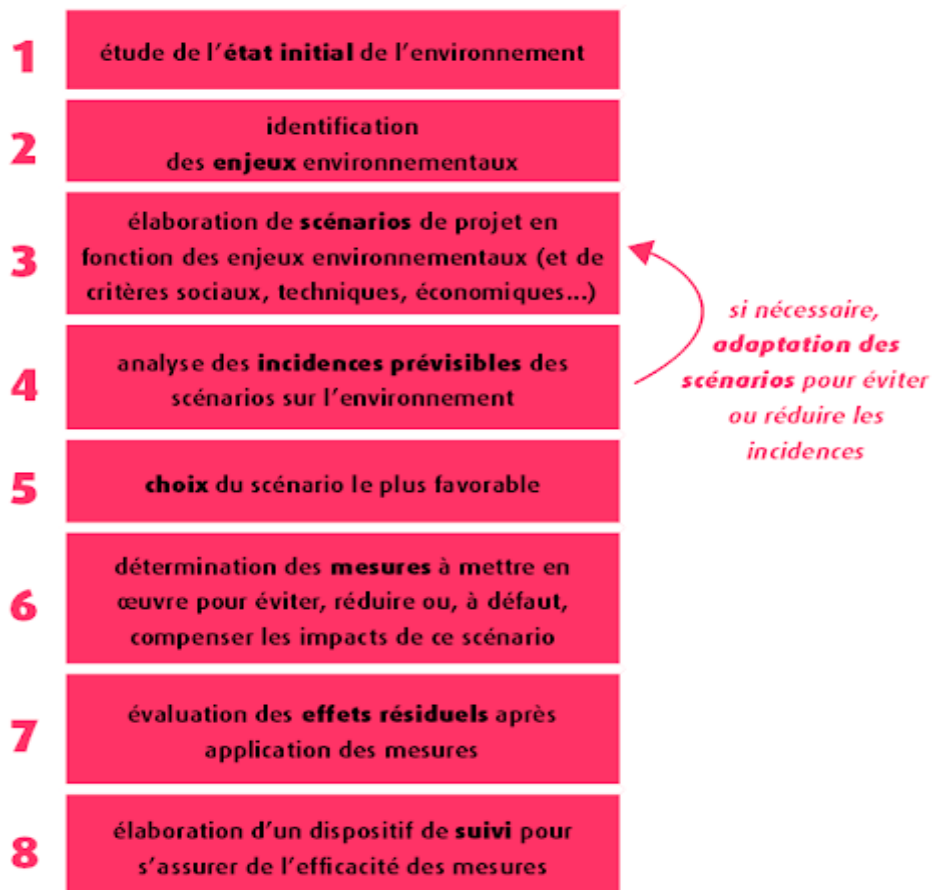 1
étude de l'état initial de l'environnement
2
identification
des enjeux environnementaux
3
élaboration de scénarios de projet en
fonction des enjeux environnementaux (et de
critères sociaux, techniques, économiques...)
4
analyse des incidences prévisibles des
scénarios sur l'environnement
si nécessaire,
adaptation des
scénarios pour éviter
ou réduire les
incidences
5
choix du scénario le plus favorable
6
détermination des mesures à mettre en
œuvre pour éviter, réduire ou, à défaut,
compenser les impacts de ce scénario
7
évaluation des effets résiduels après
application des mesures
8
élaboration d'un dispositif de suivi pour
s'assurer de l'efficacité des mesures